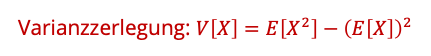 Varianzzerlegung: V[X] = E[X²] − (E[X])²